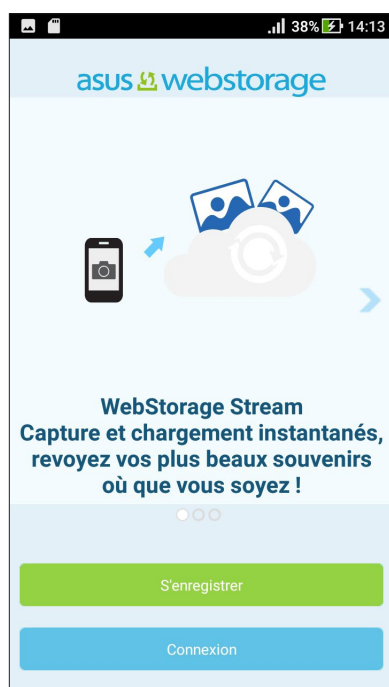 38% 14:13
asus webstorage
WebStorage Stream
Capture et chargement instantanés,
revoyez vos plus beaux souvenirs
où que vous soyez !
S'enregistrer
Connexion